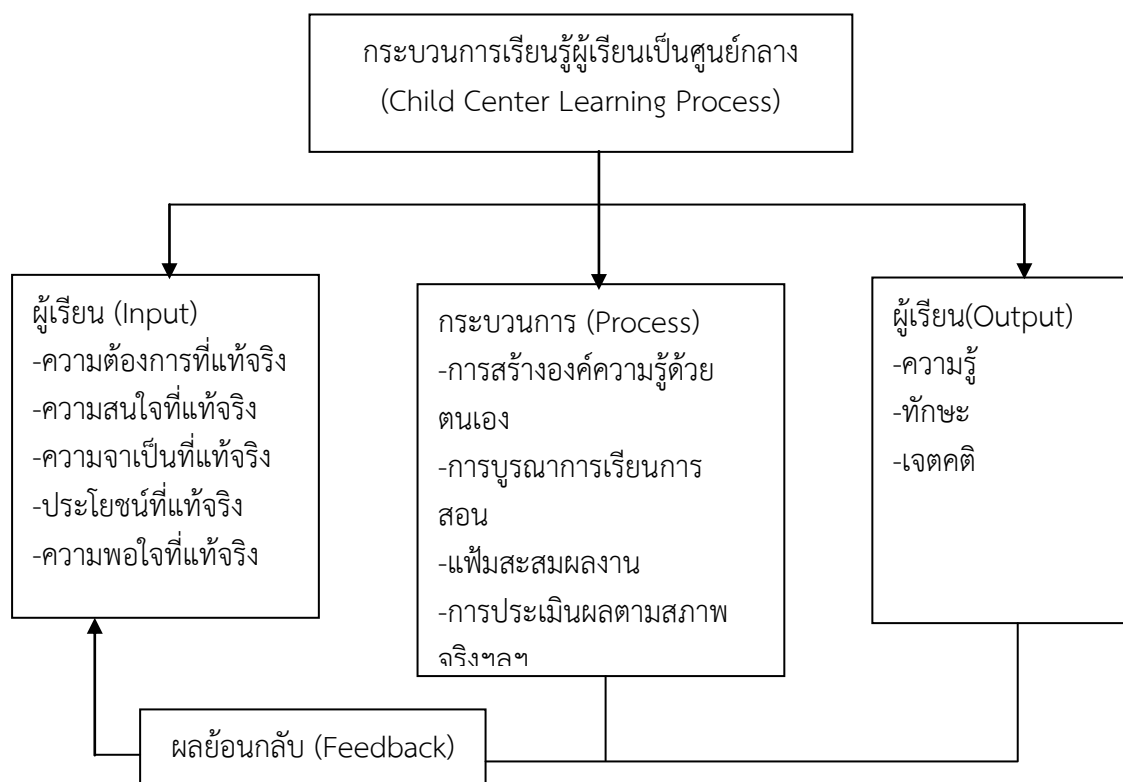 กระบวนการเรียนรู้ผู้เรียนเป็นศูนย์กลาง
(Child Center Learning Process)
ผู้เรียน (Input)
-ความต้องการที่แท้จริง
-ความสนใจที่แท้จริง
-ความจาเป็นที่แท้จริง
-ประโยชน์ที่แท้จริง
-ความพอใจที่แท้จริง
กระบวนการ (Process)
-การสร้างองค์ความรู้ด้วย
ตนเอง
-การบูรณาการเรียนการ
สอน
-แฟ้มสะสมผลงาน
-การประเมินผลตามสภาพ
จริงฯลฯ
ผู้เรียน(Output)
-ความรู้
-ทักษะ
-เจตคติ
ผลย้อนกลับ (Feedback)